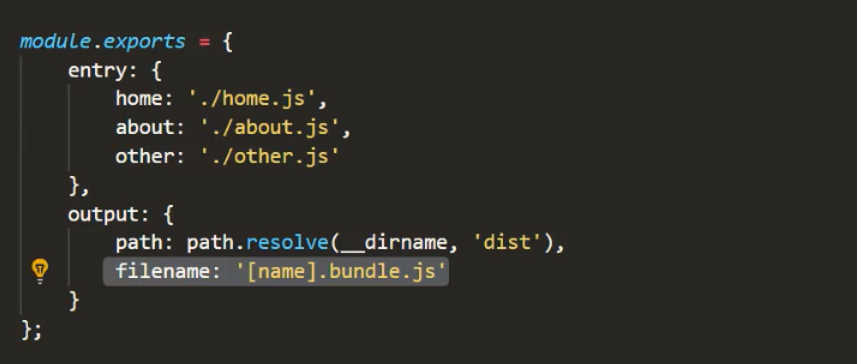 module.exports = {
    entry: {
        home: './home.js',
        about: './about.js',
        other: './other.js'
    },
    output: {
        path: path.resolve(__dirname, 'dist'),
        filename: '[name].bundle.js'
    }
};